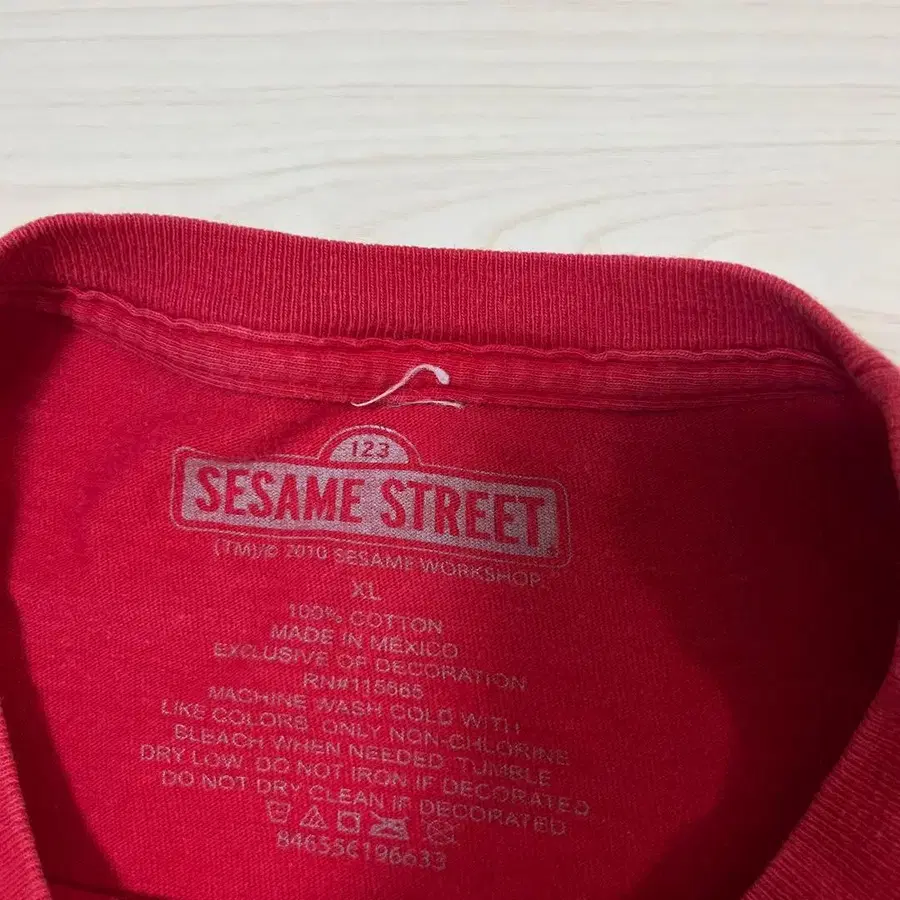 123
SESAME STREET
(TM)/© 2010 SESAME WORKSHOP
XL
100% COTTON
MADE IN MEXICO
EXCLUSIVE OF DECORATION
RN#115665
MACHINE WASH COLD WITH
LIKE COLORS. ONLY NON-CHLORINE
BLEACH WHEN NEEDED. TUMBLE
DRY LOW. DO NOT IRON IF DECORATED
DO NOT DRY CLEAN IF DECORATED